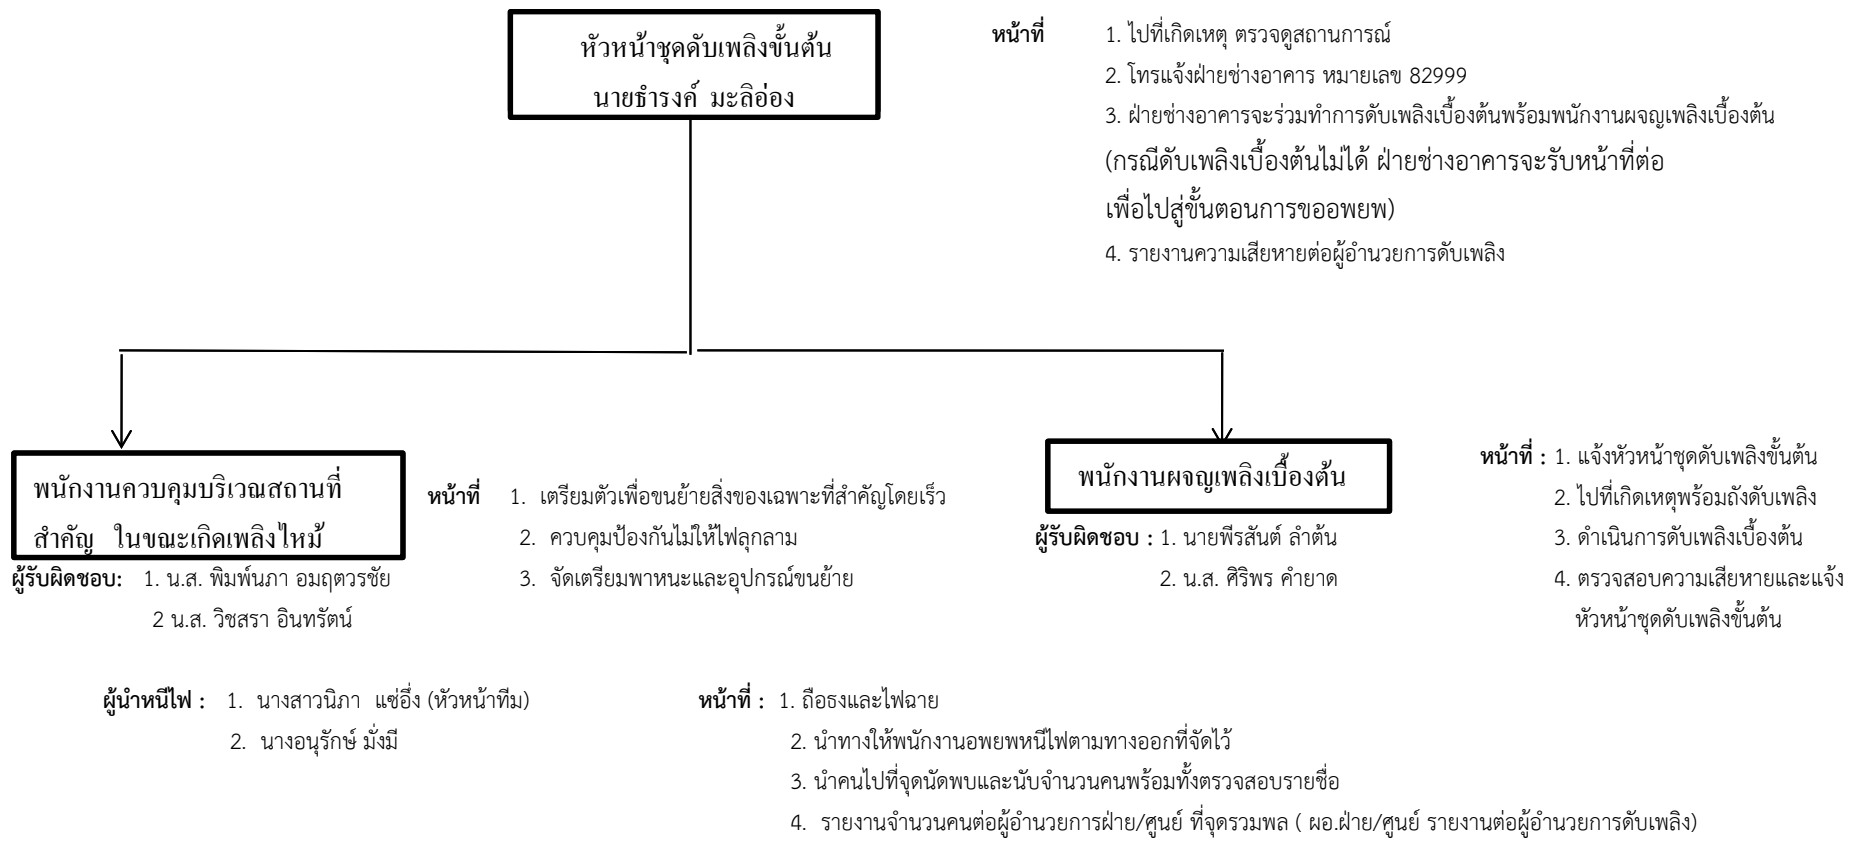 หัวหน้าชุดดับเพลิงขั้นต้น
นายธำรงค์ มะลิอ่อง
หน้าที่ 1. ไปที่เกิดเหตุ ตรวจดูสถานการณ์
2. โทรแจ้งฝ่ายช่างอาคาร หมายเลข 82999
3. ฝ่ายช่างอาคารจะร่วมทำการดับเพลิงเบื้องต้นพร้อมพนักงานผจญเพลิงเบื้องต้น
(กรณีดับเพลิงเบื้องต้นไม่ได้ ฝ่ายช่างอาคารจะรับหน้าที่ต่อ
เพื่อไปสู่ขั้นตอนการขออพยพ)
4. รายงานความเสียหายต่อผู้อำนวยการดับเพลิง
พนักงานควบคุมบริเวณสถานที่
สำคัญ ในขณะเกิดเพลิงไหม้
ผู้รับผิดชอบ: 1. น.ส. พิมพ์นภา อมฤตวรชัย
2 น.ส. วิชสรา อินทรัตน์
หน้าที่ 1. เตรียมตัวเพื่อขนย้ายสิ่งของเฉพาะที่สำคัญโดยเร็ว
2. ควบคุมป้องกันไม่ให้ไฟลุกลาม
3. จัดเตรียมพาหนะและอุปกรณ์ขนย้าย
พนักงานผจญเพลิงเบื้องต้น
ผู้รับผิดชอบ : 1. นายพีรสันต์ ลำต้น
2. น.ส. ศิริพร คำยาด
หน้าที่ : 1. แจ้งหัวหน้าชุดดับเพลิงขั้นต้น
2. ไปที่เกิดเหตุพร้อมถังดับเพลิง
3. ดำเนินการดับเพลิงเบื้องต้น
4. ตรวจสอบความเสียหายและแจ้ง
หัวหน้าชุดดับเพลิงขั้นต้น
ผู้นำหนีไฟ : 1. นางสาวนิภา แซ่อึ่ง (หัวหน้าทีม)
2. นางอนุรักษ์ มั่งมี
หน้าที่ : 1. ถือธงและไฟฉาย
2. นำทางให้พนักงานอพยพหนีไฟตามทางออกที่จัดไว้
3. นำคนไปที่จุดนัดพบและนับจำนวนคนพร้อมทั้งตรวจสอบรายชื่อ
4. รายงานจำนวนคนต่อผู้อำนวยการฝ่าย/ศูนย์ ที่จุดรวมพล ( ผอ.ฝ่าย/ศูนย์ รายงานต่อผู้อำนวยการดับเพลิง)